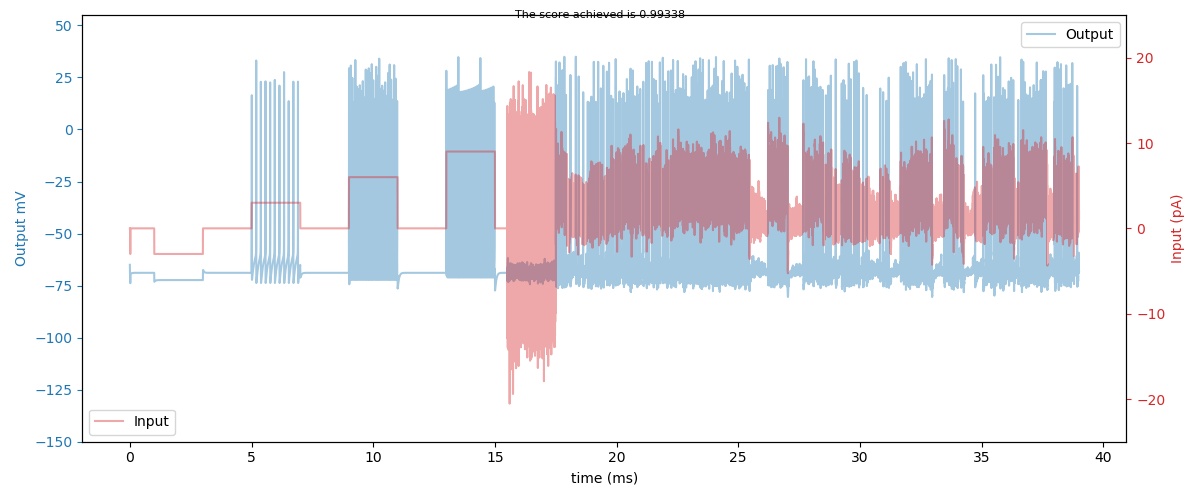 The score achieved is 0.99338
Output
Input
50
25
0
−25
−50
−75
−100
−125
−150
Output mV
20
10
0
−10
−20
Input (pA)
0 5 10 15 20 25 30 35 40
time (ms)